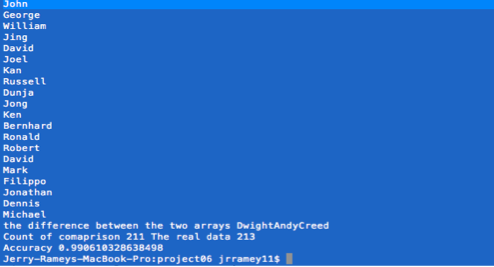 John
George
William
Jing
David
Joel
Kan
Russell
Dunja
Jong
Ken
Bernhard
Ronald
Robert
David
Mark
Filippo
Jonathan
Dennis
Michael
the difference between the two arrays DwightAndyCreed
Count of comaprison 211 The real data 213
Accuracy 0.990610328638498
Jerry-Rameys-MacBook-Pro:project06 jrramey11$